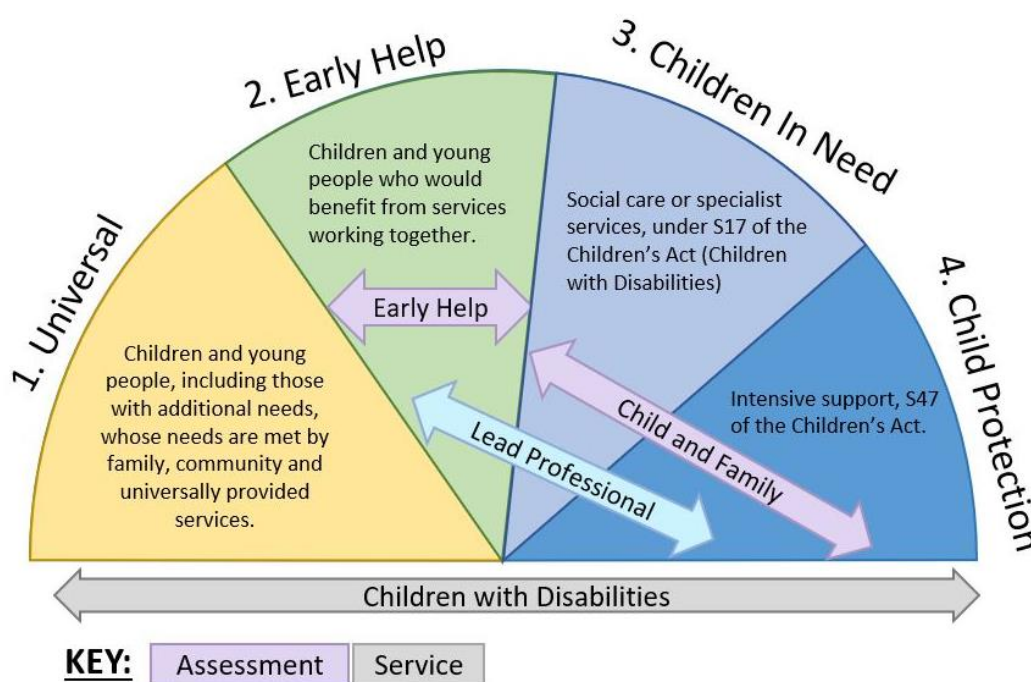 1. Universal
2. Early Help
3. Children In Need
4. Child Protection
Children and young
people, including those
with additional needs,
whose needs are met by
family, community and
universally provided
services.
Children and young
people who would
benefit from services
working together.
Early Help
Social care or specialist
services, under S17 of the
Children’s Act (Children
with Disabilities)
Intensive support, S47
of the Children’s Act.
Lead Professional
Child and Family
Children with Disabilities
KEY:
Assessment
Service